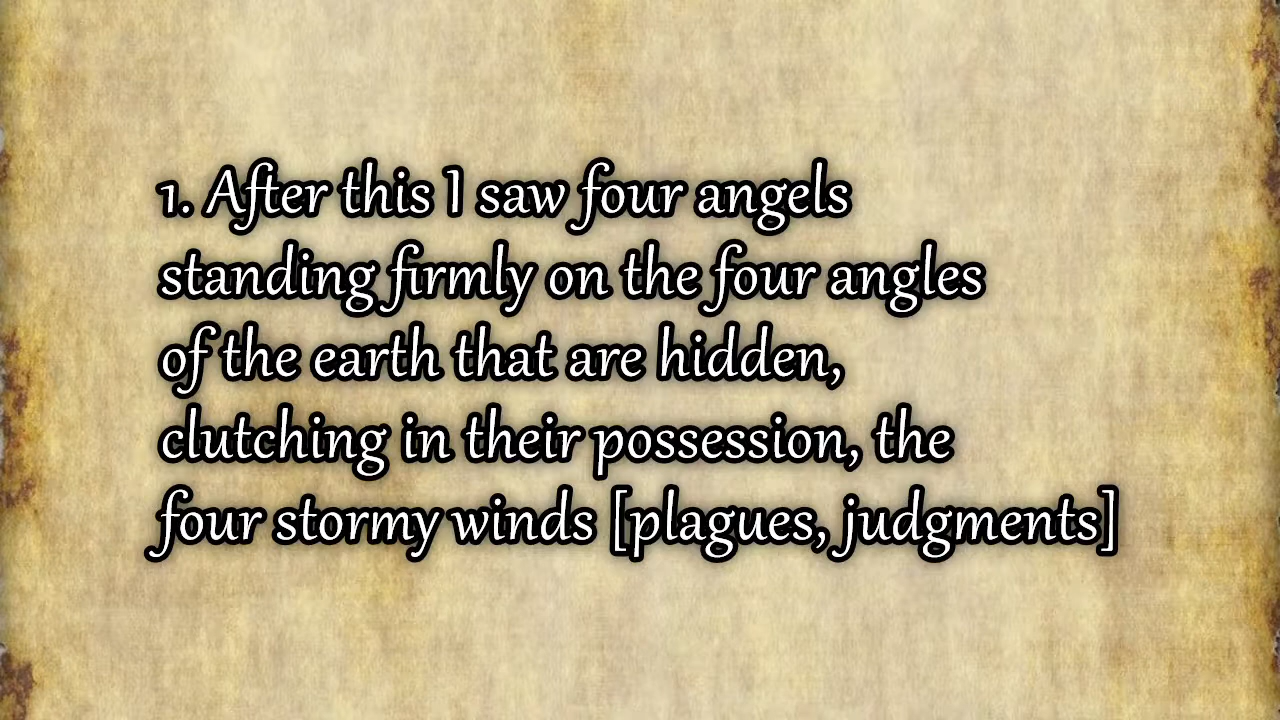 1. After this I saw four angels
standing firmly on the four angles
of the earth that are hidden,
clutching in their possession, the
four stormy winds [plagues, judgments]